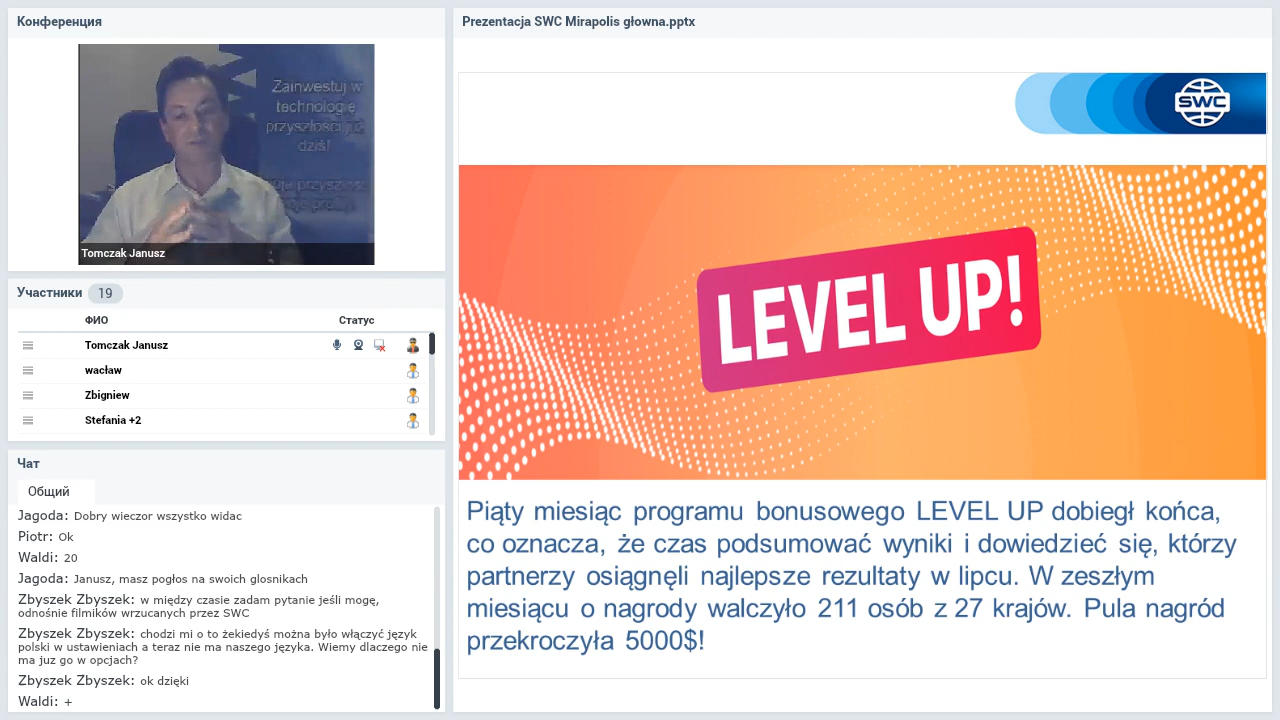 Конференция
Zainwestuj w
technologię
przyszłości już
dziś!
Tomczak Janusz
Участники 19
ФИО Статус
Tomczak Janusz
wacław
Zbigniew
Stefania +2
Чат
Общий
Jagoda: Dobry wieczor wszystko widac
Piotr: Ok
Waldi: 20
Jagoda: Janusz, masz pogłos na swoich glosnikach
Zbyszek Zbyszek: w między czasie zadam pytanie jeśli mogę,
odnośnie filmików wrzucanych przez SWC
Zbyszek Zbyszek: chodzi mi o to żekiedyś można było włączyć język
polski w ustawieniach a teraz nie ma naszego języka. Wiemy dlaczego nie
ma juz go w opcjach?
Zbyszek Zbyszek: ok dzięki
Waldi: +
Prezentacja SWC Mirapolis głowna.pptx
SWC
LEVEL UP!
Piąty miesiąc programu bonusowego LEVEL UP dobiegł końca,
co oznacza, że czas podsumować wyniki i dowiedzieć się, którzy
partnerzy osiągnęli najlepsze rezultaty w lipcu. W zeszłym
miesiącu o nagrody walczyło 211 osób z 27 krajów. Pula nagród
przekroczyła 5000$!